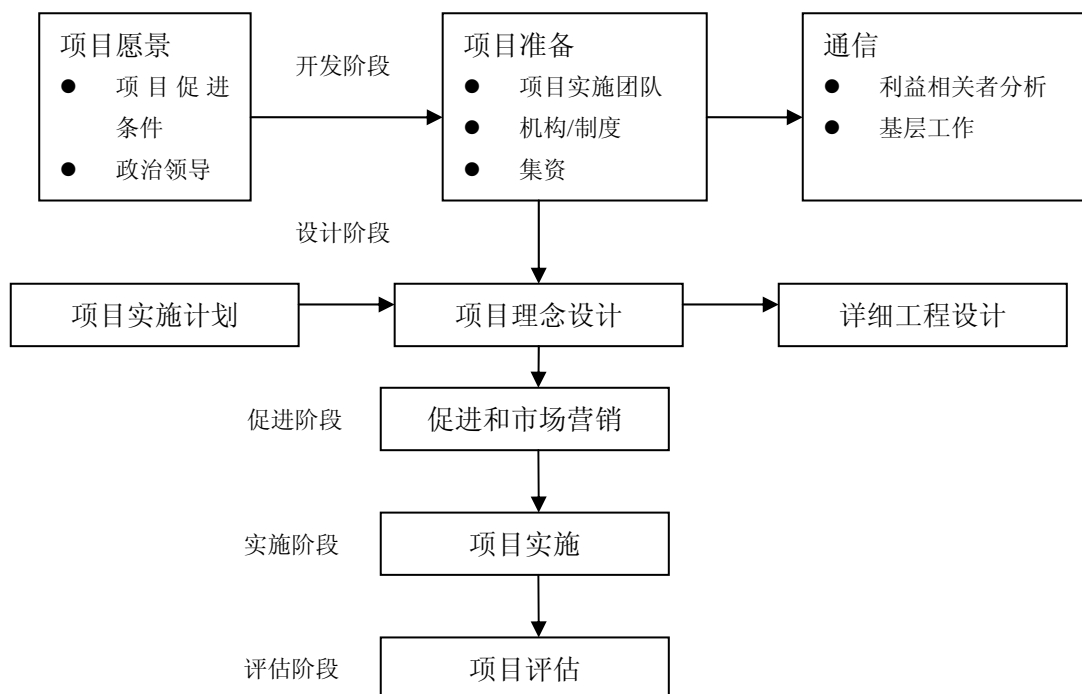 项目愿景
● 项目促进
条件
● 政治领导
开发阶段
项目准备
● 项目实施团队
● 机构/制度
● 集资
通信
● 利益相关者分析
● 基层工作
设计阶段
项目实施计划
项目理念设计
详细工程设计
促进阶段
促进和市场营销
实施阶段
项目实施
评估阶段
项目评估